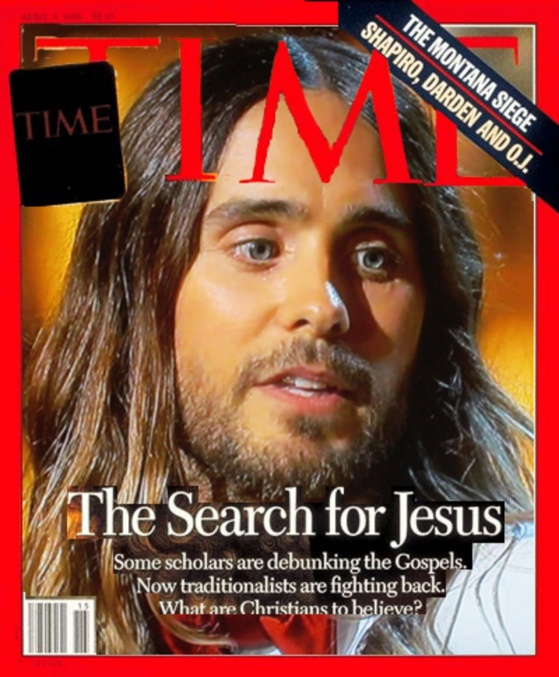 TIME
THE MONTANA SIEGE
SHAPIRO, DARDEN AND O.J.
TIME
The Search for Jesus
Some scholars are debunking the Gospels.
Now traditionalists are fighting back.
What are Christians to believe?
15